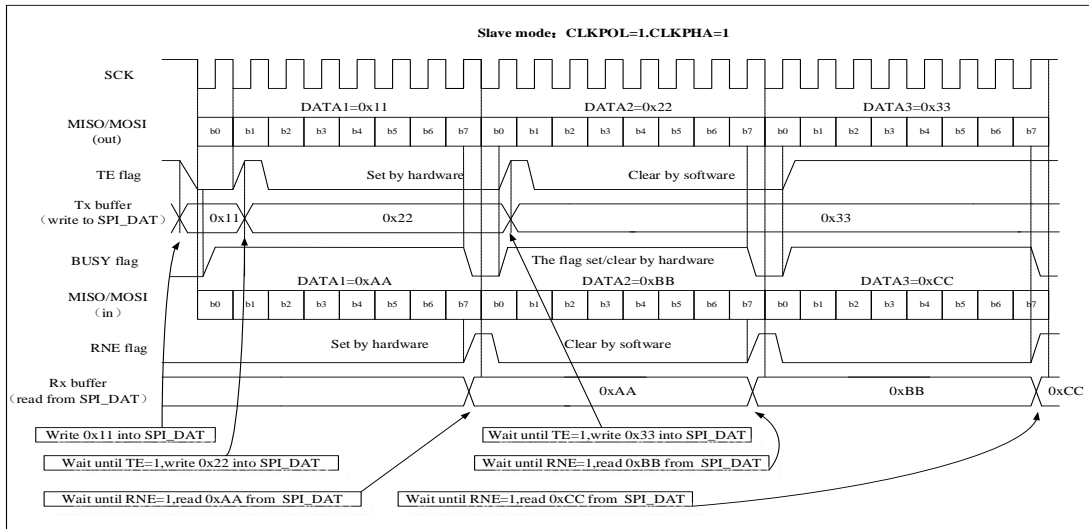 Slave mode：CLKPOL=1.CLKPHA=1
SCK
DATA1=0x11 DATA2=0x22 DATA3=0x33
MISO/MOSI
(out)
b0 b1 b2 b3 b4 b5 b6 b7 b0 b1 b2 b3 b4 b5 b6 b7 b0 b1 b2 b3 b4 b5 b6 b7
TE flag Set by hardware Clear by software
Tx buffer
（write to SPI_DAT）
0x11 0x22 0x33
BUSY flag The flag set/clear by hardware
DATA1=0xAA DATA2=0xBB DATA3=0xCC
MISO/MOSI
（in）
b0 b1 b2 b3 b4 b5 b6 b7 b0 b1 b2 b3 b4 b5 b6 b7 b0 b1 b2 b3 b4 b5 b6 b7
RNE flag Set by hardware Clear by software
Rx buffer
（read from SPI_DAT）
0xAA 0xBB 0xCC
Write 0x11 into SPI_DAT
Wait until TE=1,write 0x33 into SPI_DAT
Wait until TE=1,write 0x22 into SPI_DAT
Wait until RNE=1,read 0xBB from SPI_DAT
Wait until RNE=1,read 0xAA from SPI_DAT
Wait until RNE=1,read 0xCC from SPI_DAT